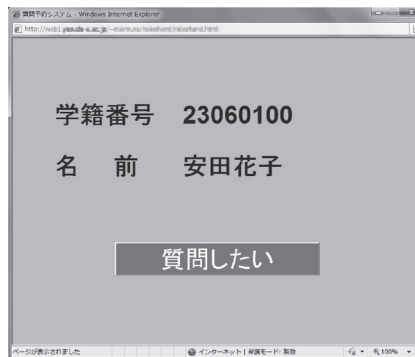 質問予約システム - Windows Internet Explorer
学籍番号 23060100
名 前 安田花子
質問したい
ページが表示されました インターネット | 保護モード: 無効 100%